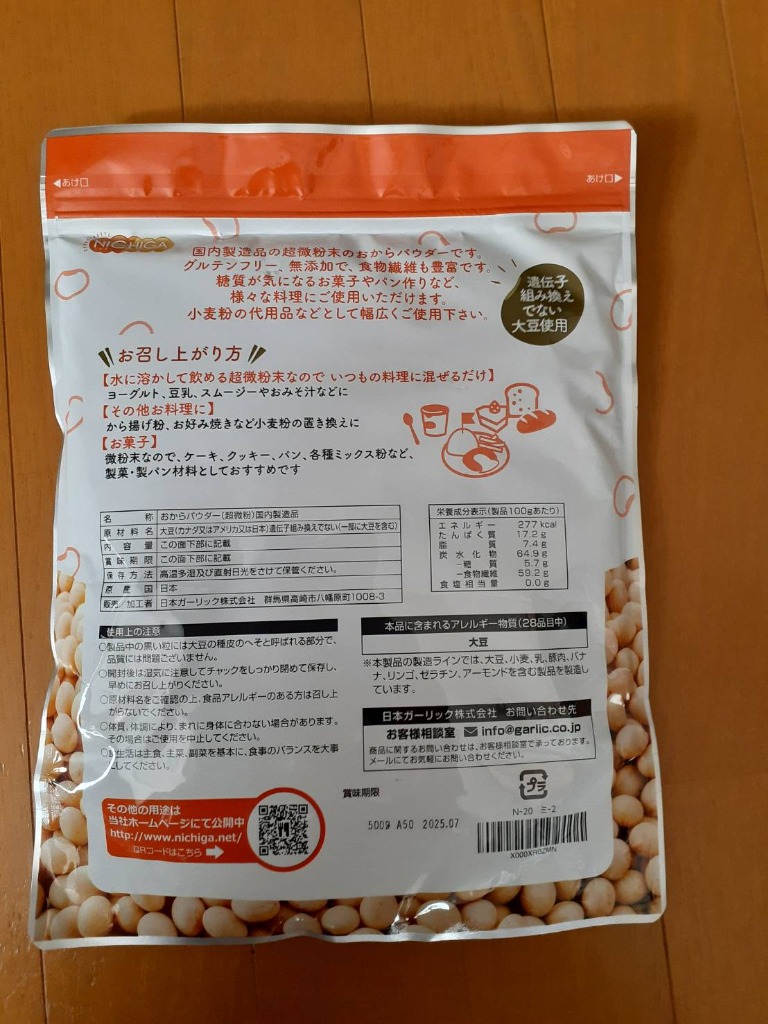 ◀あけ口
あけ口▶
NICHIGA
国内製造品の超微粉末のおからパウダーです。
グルテンフリー、無添加で、食物繊維も豊富です。
糖質が気になるお菓子やパン作りなど、
様々な料理にご使用いただけます。
小麦粉の代用品などとして幅広くご使用下さい。
遺伝子
組み換え
でない
大豆使用
お召し上がり方
【水に溶かして飲める超微粉末なので いつもの料理に混ぜるだけ】
ヨーグルト、豆乳、スムージーやおみそ汁などに
【その他お料理に】
から揚げ粉、お好み焼きなど小麦粉の置き換えに
【お菓子】
微粉末なので、ケーキ、クッキー、パン、各種ミックス粉など、
製菓・製パン材料としておすすめです
名称 おからパウダー(超微粉)国内製造品
原材料名 大豆(カナダ又はアメリカ又は日本)遺伝子組み換えでない(一部に大豆を含む)
内容量 この面下部に記載
賞味期限 この面下部に記載
保存方法 高温多湿及び直射日光をさけて保管ください。
原産国 日本
販売/加工者 日本ガーリック株式会社 群馬県高崎市八幡原町1008-3
栄養成分表示(製品100gあたり)
エネルギー 277 kcal
たんぱく質 17.2 g
脂質 7.4 g
炭水化物 64.9 g
-糖質 5.7 g
-食物繊維 59.2 g
食塩相当量 0.0 g
使用上の注意
○製品中の黒い粒には大豆の種皮のへそと呼ばれる部分で、
品質には問題ございません。
○開封後は湿気に注意してチャックをしっかり閉めて保存し、
早めにお召し上がりください。
○原材料名をご確認の上、食品アレルギーのある方は召し上
がらないでください。
○体質、体調により、まれに身体に合わない場合があります。
その場合はご使用を中止してください。
○食生活は主食、主菜、副菜を基本に、食事のバランスを大事
にしてください。
本品に含まれるアレルギー物質(28品目中)
大豆
※本製品の製造ラインでは、大豆、小麦、乳、豚肉、バナ
ナ、リンゴ、ゼラチン、アーモンドを含む製品を製造し
ています。
日本ガーリック株式会社 お問い合わせ先
お客様相談室 info@garlic.co.jp
商品に関するお問い合わせは、お客様相談室で承っております。
メールにてお気軽にお問い合わせください。
その他の用途は
当社ホームページにて公開中
http://www.nichiga.net/
QRコードはこちら
賞味期限
5009 A50 2025.07
プラ
N-20 ミ-2
X000XR0ZMN